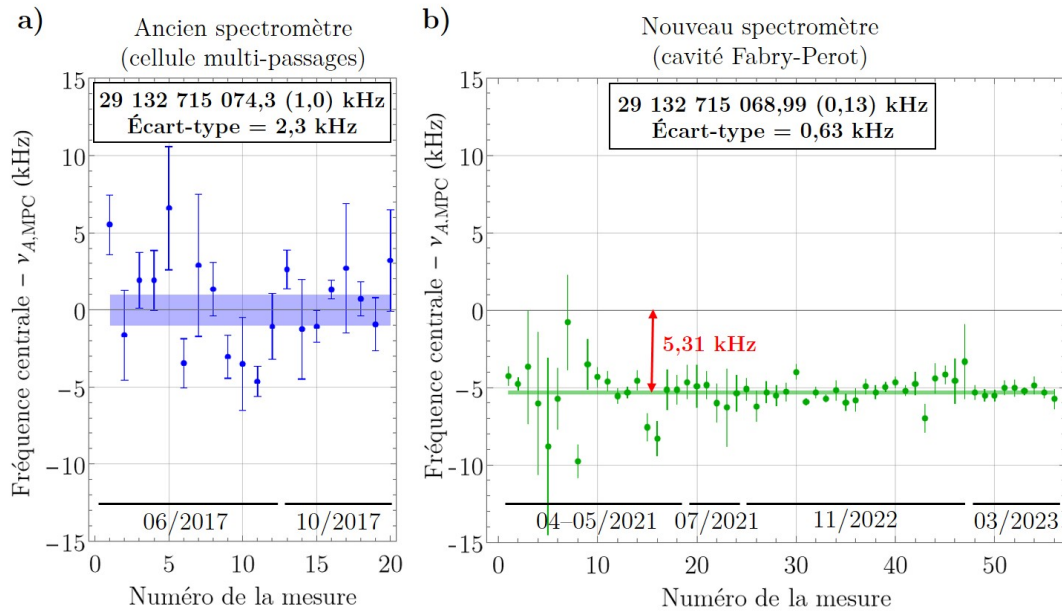 a)
Ancien spectromètre
(cellule multi-passages)
29 132 715 074,3 (1,0) kHz
Écart-type = 2,3 kHz
Fréquence centrale − νA,MPC (kHz)
15
10
5
0
−5
−10
−15
06/2017
10/2017
0
5
10
15
20
Numéro de la mesure
b)
Nouveau spectromètre
(cavité Fabry-Perot)
29 132 715 068,99 (0,13) kHz
Écart-type = 0,63 kHz
Fréquence centrale − νA,MPC (kHz)
15
10
5
0
−5
−10
−15
5,31 kHz
04–05/2021
07/2021
11/2022
03/2023
0
10
20
30
40
50
Numéro de la mesure